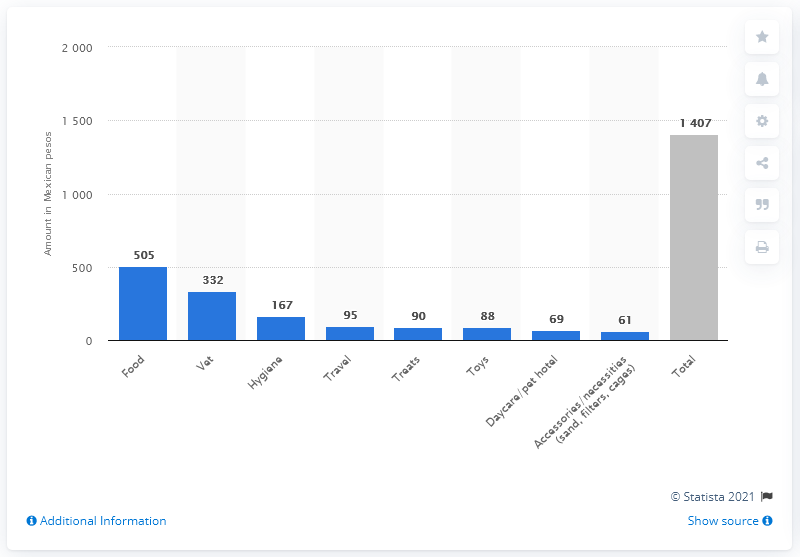 2 000
1 500
1 000
500
0
Amount in Mexican pesos
505
332
167
95
90
88
69
61
1 407
Food
Vet
Hygiene
Travel
Treats
Toys
Daycare/pet hotel
Accessories/necessities
(sand, filters, cages)
Total
© Statista 2021
Additional Information
Show source